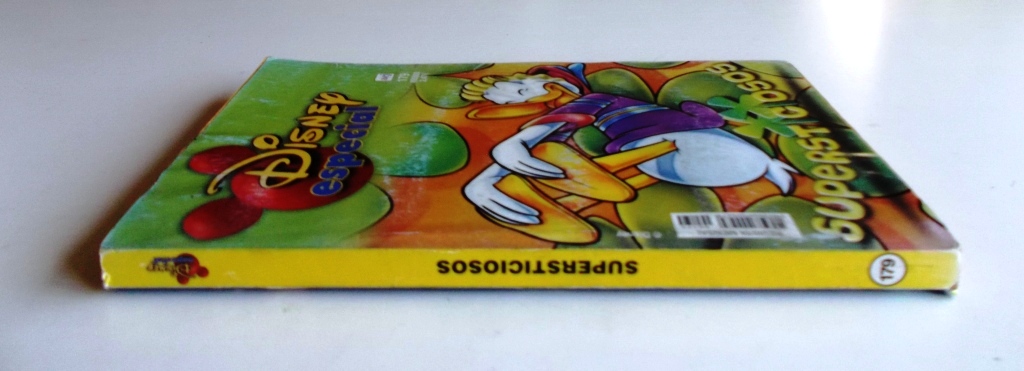 Disney
especial
SUPERSTICIOSOS
SUPERSTICIOSOS
179